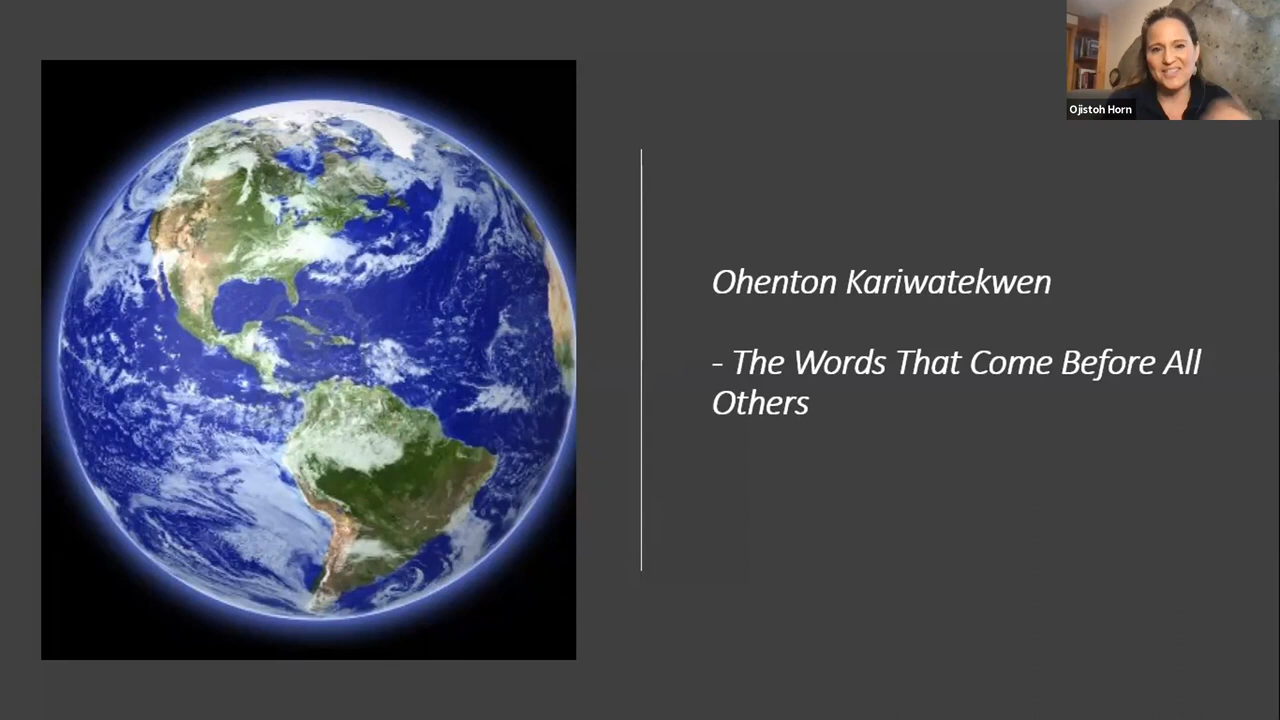 Ojistoh Horn
Ohenton Kariwatekwen
- The Words That Come Before All
Others